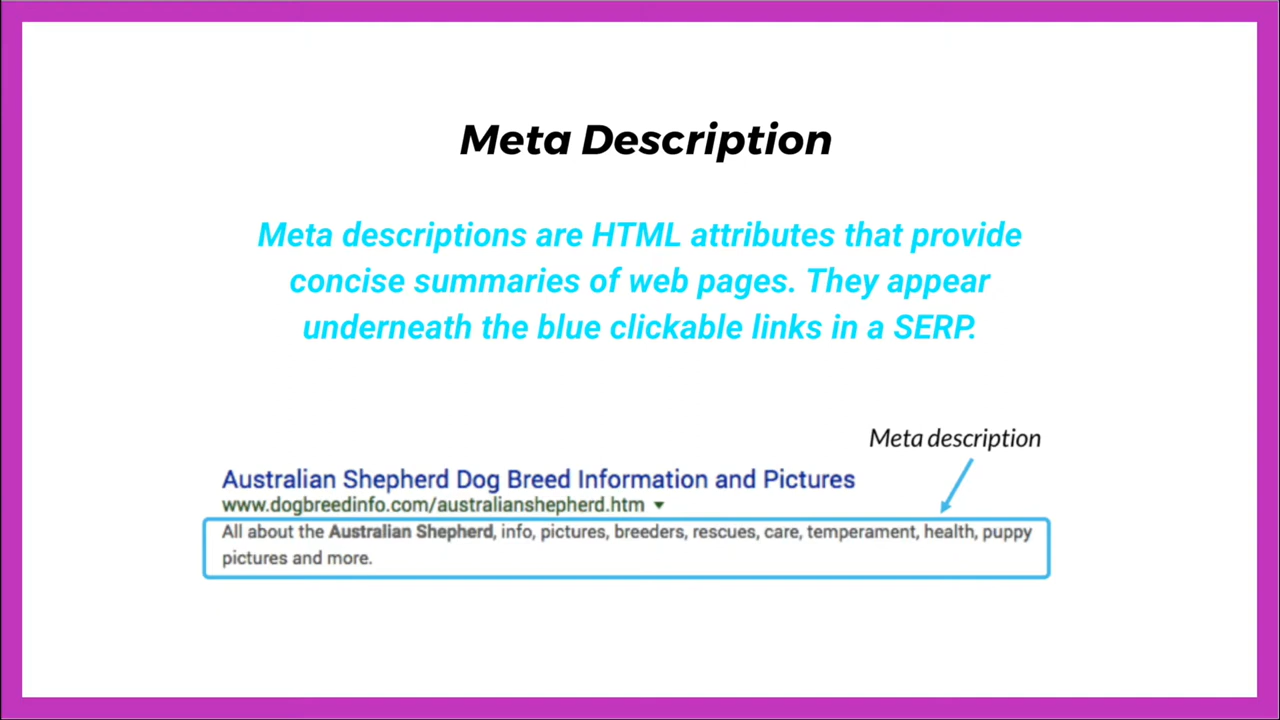 Meta Description
Meta descriptions are HTML attributes that provide
concise summaries of web pages. They appear
underneath the blue clickable links in a SERP.
Meta description
Australian Shepherd Dog Breed Information and Pictures
www.dogbreedinfo.com/australianshepherd.htm
All about the Australian Shepherd, info, pictures, breeders, rescues, care, temperament, health, puppy
pictures and more.